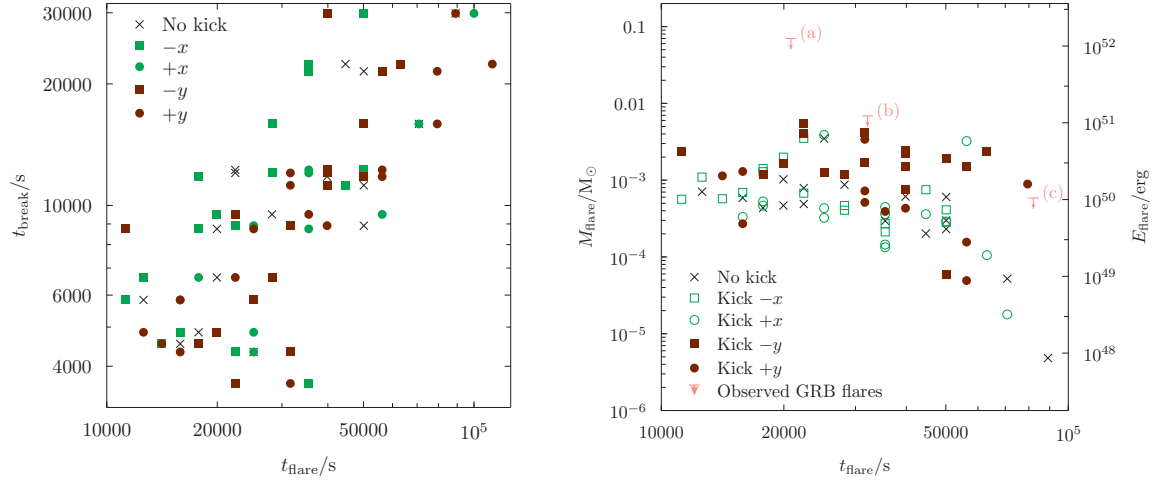 30000
20000
10000
6000
4000
t_break/s
No kick
−x
+x
−y
+y
10000
20000
50000
10^5
t_flare/s
0.1
0.01
10^−3
10^−4
10^−5
10^−6
M_flare/M_⊙
(a)
(b)
(c)
10^52
10^51
10^50
10^49
10^48
E_flare/erg
No kick
Kick −x
Kick +x
Kick −y
Kick +y
Observed GRB flares
10000
20000
50000
10^5
t_flare/s